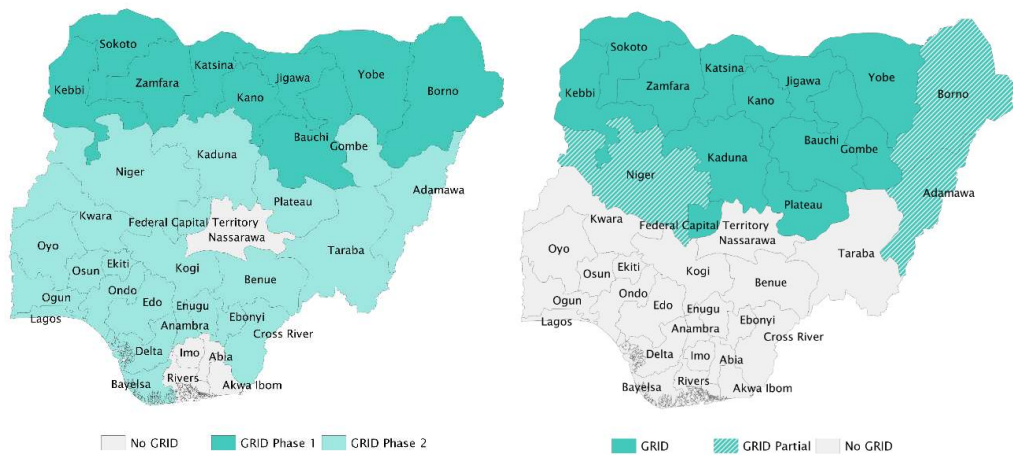 Sokoto
Katsina
Jigawa
Yobe
Kebbi
Zamfara
Kano
Borno
Bauchi
Gombe
Kaduna
Niger
Adamawa
Plateau
Kwara
Federal Capital Territory
Nassarawa
Oyo
Taraba
Osun
Ekiti
Kogi
Benue
Ogun
Ondo
Edo
Enugu
Lagos
Anambra
Ebonyi
Cross River
Delta
Imo
Abia
Bayelsa
Rivers
Akwa Ibom
No GRID
GRID Phase 1
GRID Phase 2
Sokoto
Katsina
Jigawa
Yobe
Kebbi
Zamfara
Kano
Borno
Bauchi
Gombe
Kaduna
Niger
Adamawa
Plateau
Kwara
Federal Capital Territory
Nassarawa
Oyo
Taraba
Osun
Ekiti
Kogi
Benue
Ogun
Ondo
Edo
Enugu
Lagos
Anambra
Ebonyi
Cross River
Delta
Imo
Abia
Bayelsa
Rivers
Akwa Ibom
GRID
GRID Partial
No GRID